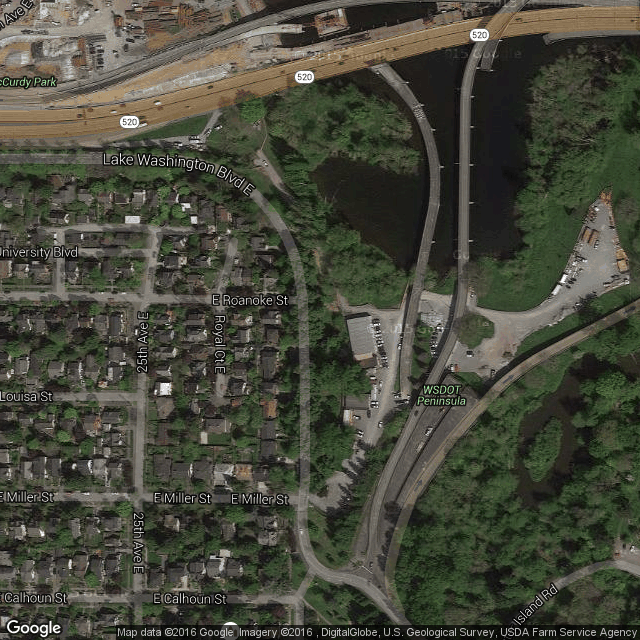 Ave E
520
520
McCurdy Park
520
Lake Washington Blvd E
University Blvd
E Roanoke St
25th Ave E
Royal Ct E
WSDOT
Peninsula
Louisa St
E Miller St
E Miller St
E Miller St
25th Ave E
Island Rd
Calhoun St
E Calhoun St
Google
Map data ©2016 Google Imagery ©2016 , DigitalGlobe, U.S. Geological Survey, USDA Farm Service Agency